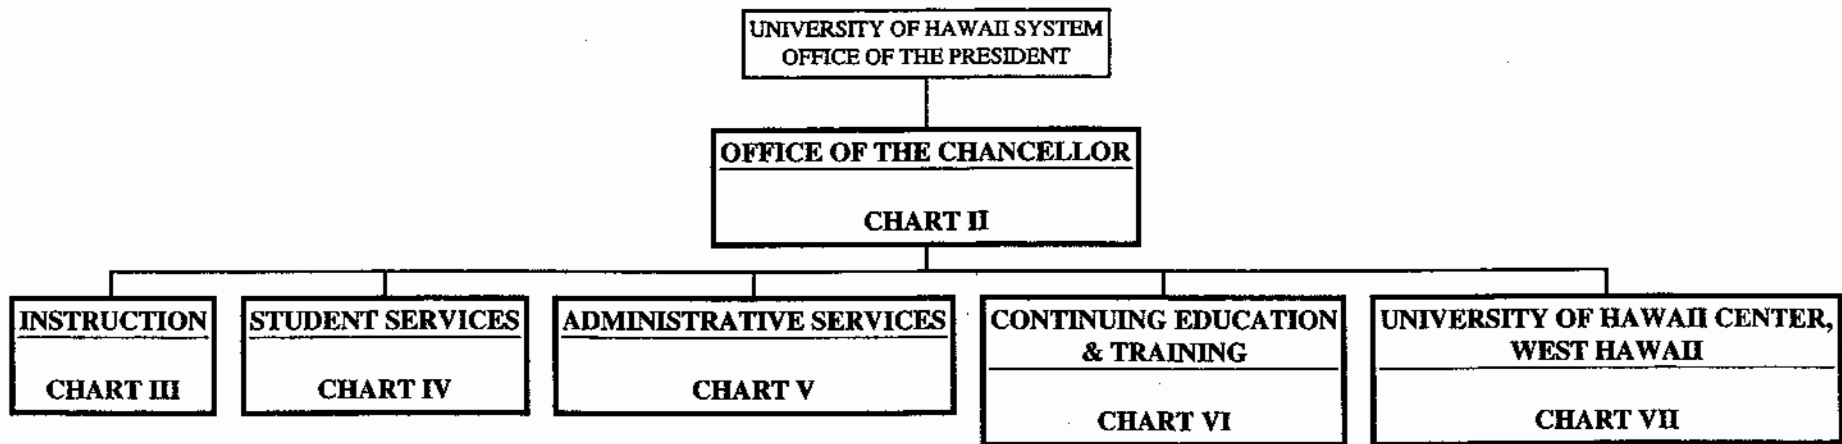 UNIVERSITY OF HAWAII SYSTEM
OFFICE OF THE PRESIDENT
OFFICE OF THE CHANCELLOR
CHART II
INSTRUCTION
CHART III
STUDENT SERVICES
CHART IV
ADMINISTRATIVE SERVICES
CHART V
CONTINUING EDUCATION
& TRAINING
CHART VI
UNIVERSITY OF HAWAII CENTER,
WEST HAWAII
CHART VII